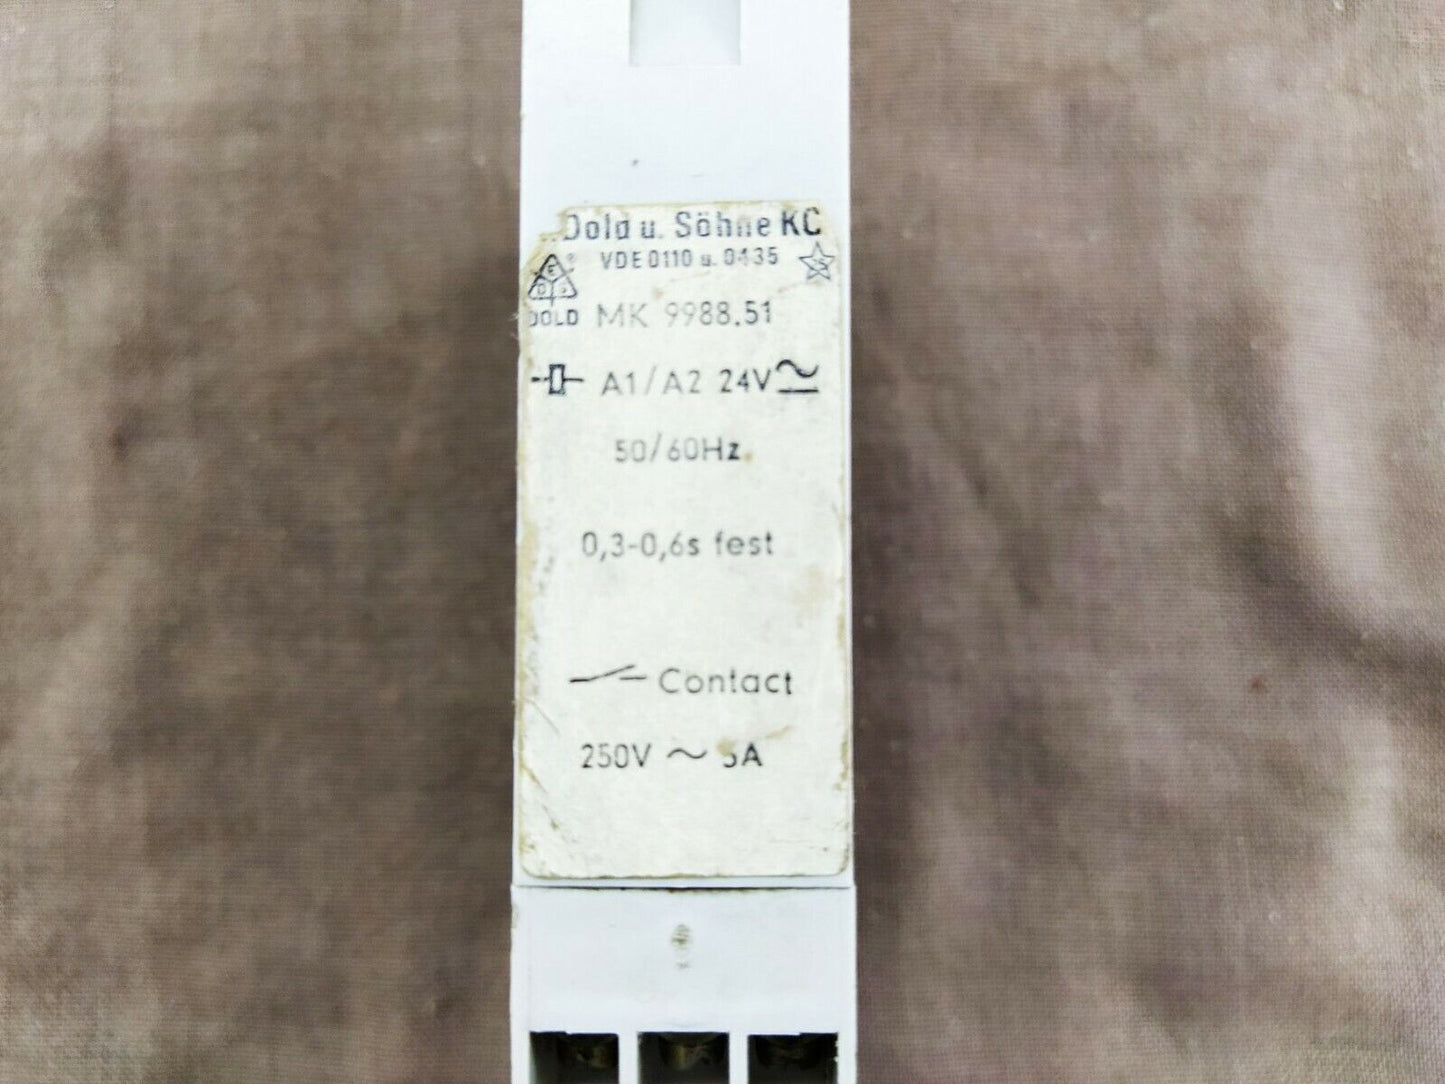 Dold u. Söhne KG
VDE 0110 u. 0435
DOLD MK 9988.51
A1/A2 24V
50/60Hz
0,3-0,6s fest
Contact
250V ~ 5A